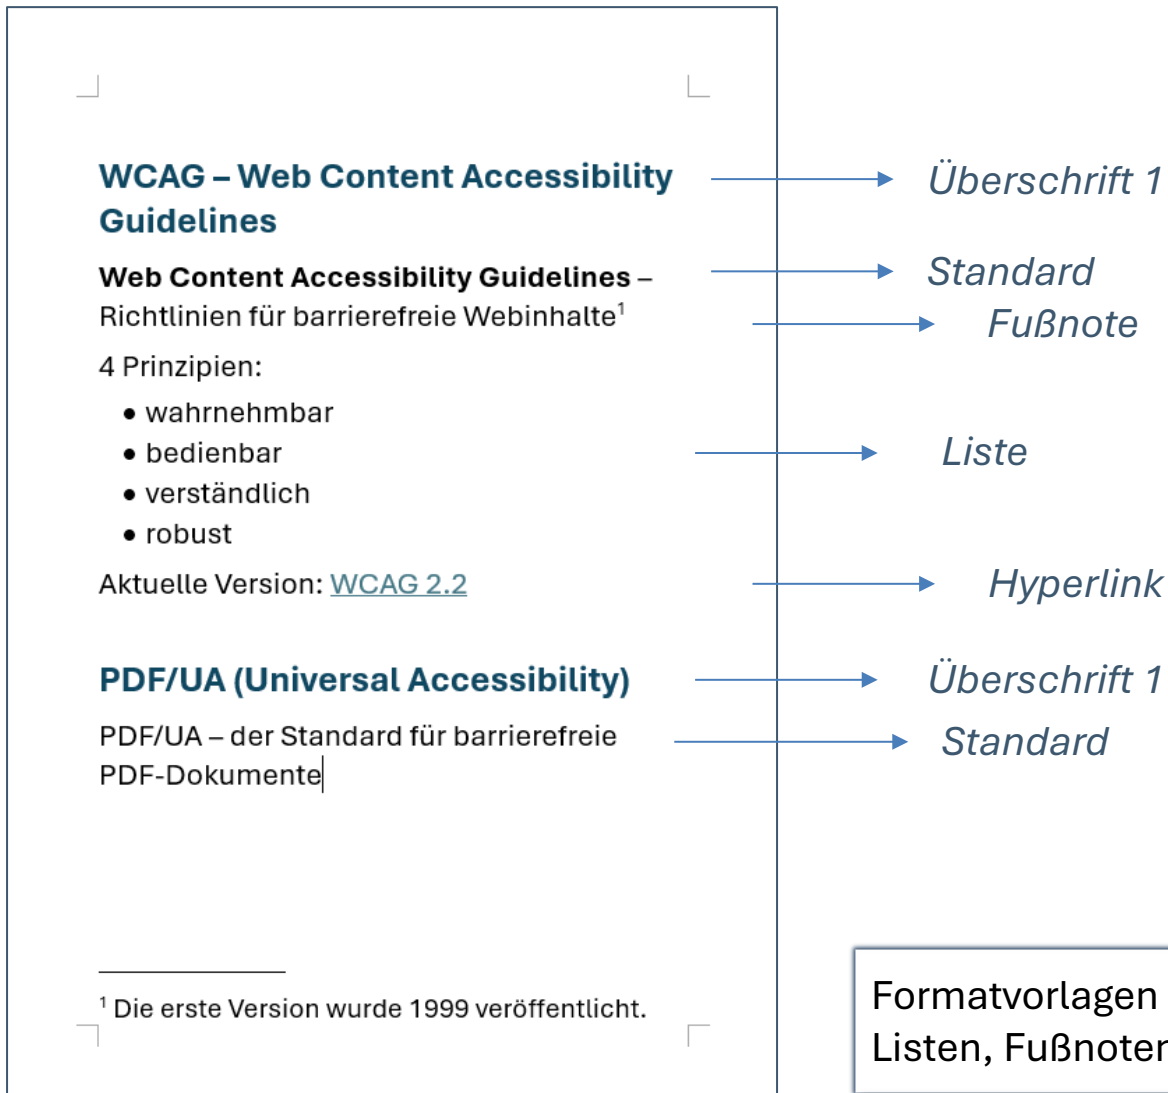 WCAG – Web Content Accessibility
Guidelines
Überschrift 1
Web Content Accessibility Guidelines –
Standard
Richtlinien für barrierefreie Webinhalte¹
Fußnote
4 Prinzipien:
• wahrnehmbar
• bedienbar
• verständlich
• robust
Liste
Aktuelle Version: WCAG 2.2
Hyperlink
PDF/UA (Universal Accessibility)
Überschrift 1
PDF/UA – der Standard für barrierefreie
PDF-Dokumente
Standard
¹ Die erste Version wurde 1999 veröffentlicht.
Formatvorlagen
Listen, Fußnoten